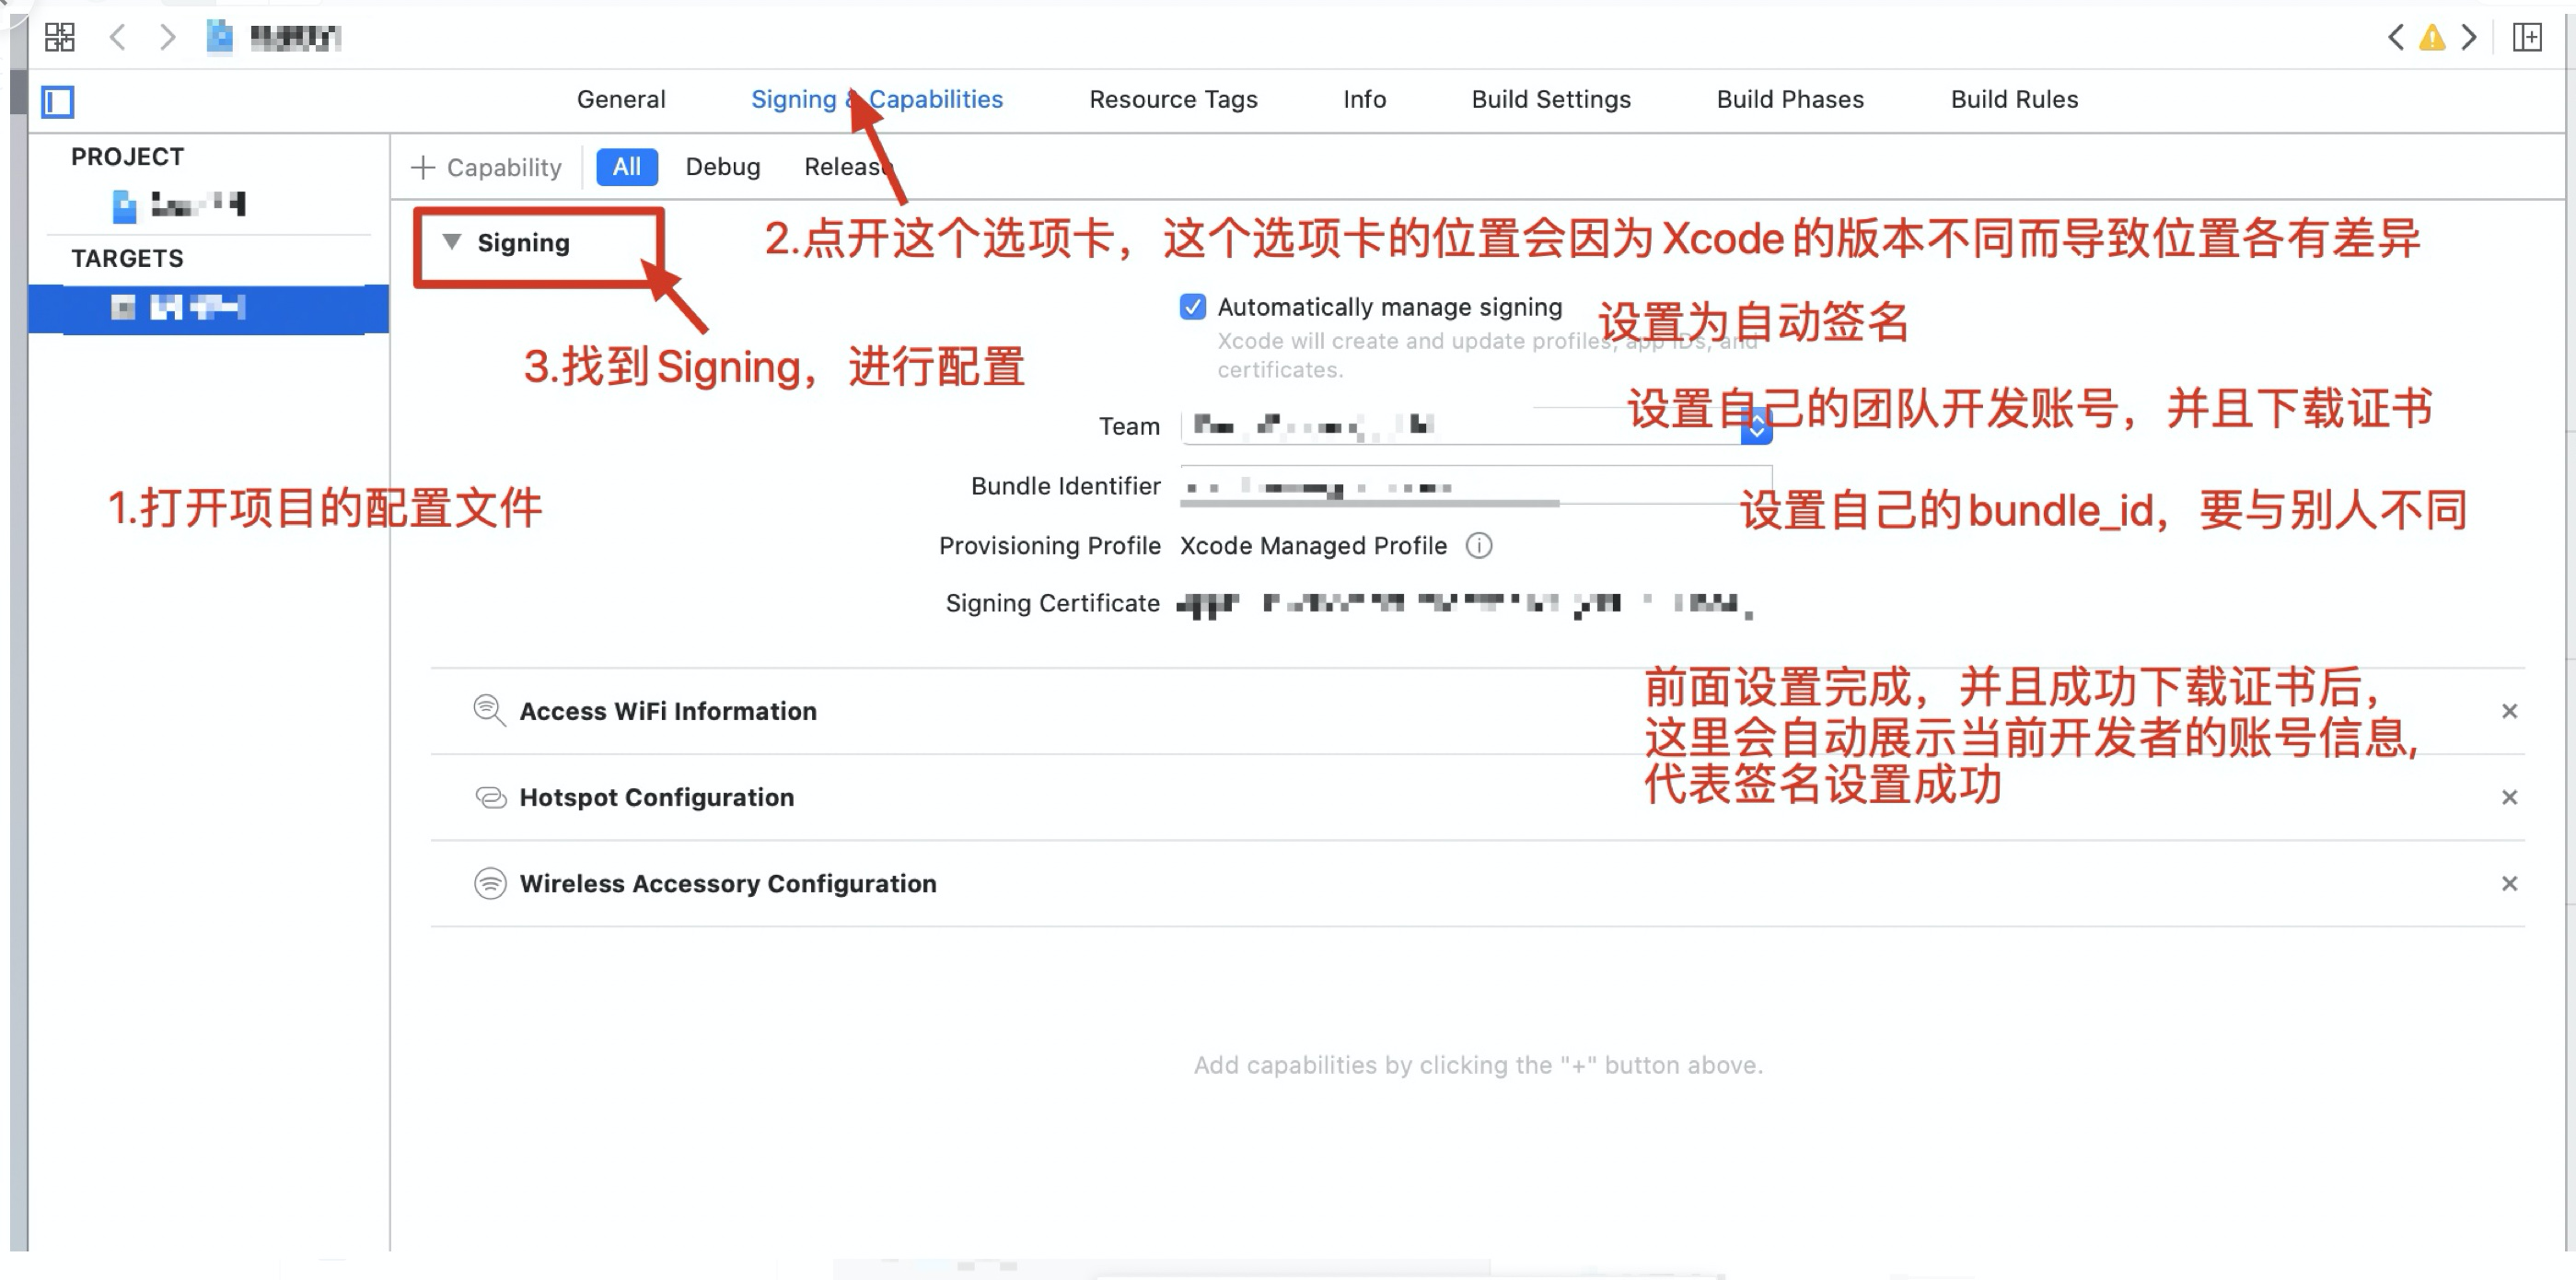 General
Signing & Capabilities
Resource Tags
Info
Build Settings
Build Phases
Build Rules
PROJECT
TARGETS
Capability
All
Debug
Release
Signing
2.点开这个选项卡，这个选项卡的位置会因为Xcode的版本不同而导致位置各有差异
Automatically manage signing
设置为自动签名
Xcode will create and update profiles, app IDs, and
certificates.
3.找到Signing，进行配置
Team
设置自己的团队开发账号，并且下载证书
Bundle Identifier
设置自己的bundle_id，要与别人不同
1.打开项目的配置文件
Provisioning Profile
Xcode Managed Profile
Signing Certificate
前面设置完成，并且成功下载证书后，
这里会自动展示当前开发者的账号信息，
代表签名设置成功
Access WiFi Information
Hotspot Configuration
Wireless Accessory Configuration
Add capabilities by clicking the "+" button above.